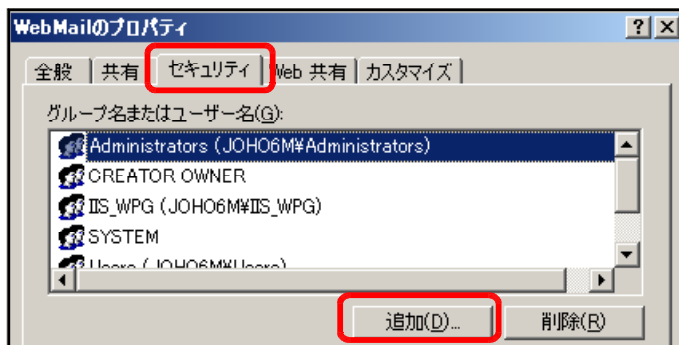 WebMailのプロパティ
? ×
全般 共有 セキュリティ Web 共有 カスタマイズ
グループ名またはユーザー名(G):
Administrators (JOHO6M¥Administrators)
CREATOR OWNER
IIS_WPG (JOHO6M¥IIS_WPG)
SYSTEM
Users (JOHO6M¥Users)
追加(D)... 削除(R)